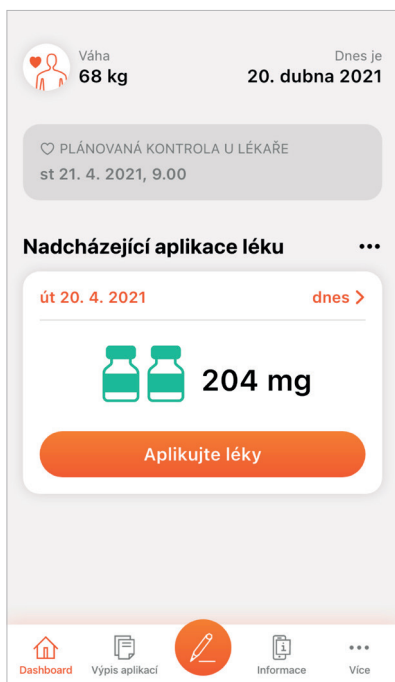 Váha
68 kg
Dnes je
20. dubna 2021
PLÁNOVANÁ KONTROLA U LÉKAŘE
st 21. 4. 2021, 9.00
Nadcházející aplikace léku
út 20. 4. 2021
dnes
204 mg
Aplikujte léky
Dashboard
Výpis aplikací
Informace
Více